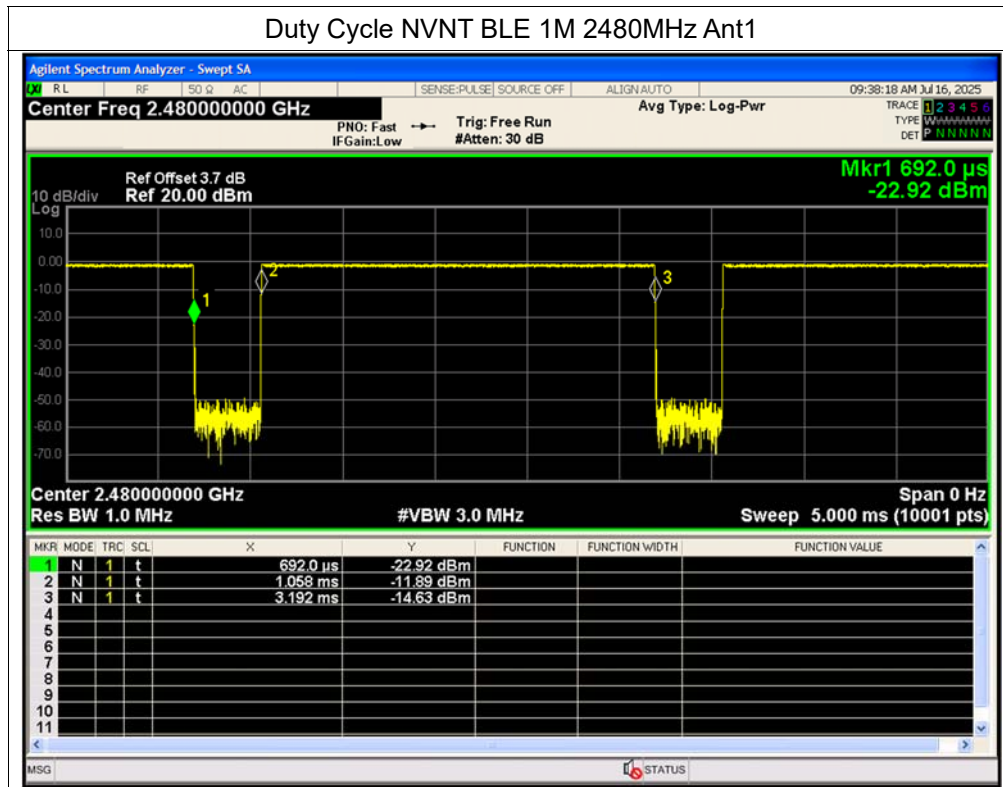 Duty Cycle NVNT BLE 1M 2480MHz Ant1
Agilent Spectrum Analyzer - Swept SA
RL RF 50 Ω AC SENSE:PULSE SOURCE OFF ALIGN AUTO 09:38:18 AM Jul 16, 2025
Center Freq 2.480000000 GHz
PNO: Fast
IFGain:Low
Trig: Free Run
#Atten: 30 dB
Avg Type: Log-Pwr
TRACE 1 2 3 4 5 6
TYPE W
DET P N N N N N
Mkr1 692.0 µs
-22.92 dBm
Ref Offset 3.7 dB
10 dB/div Ref 20.00 dBm
Log
10.0
0.00
-10.0
-20.0
-30.0
-40.0
-50.0
-60.0
-70.0
1
2
3
Center 2.480000000 GHz Span 0 Hz
Res BW 1.0 MHz #VBW 3.0 MHz Sweep 5.000 ms (10001 pts)
MKR MODE TRC SCL X Y FUNCTION FUNCTION WIDTH FUNCTION VALUE
1 N 1 t 692.0 µs -22.92 dBm
2 N 1 t 1.058 ms -11.89 dBm
3 N 1 t 3.192 ms -14.63 dBm
4
5
6
7
8
9
10
11
MSG STATUS